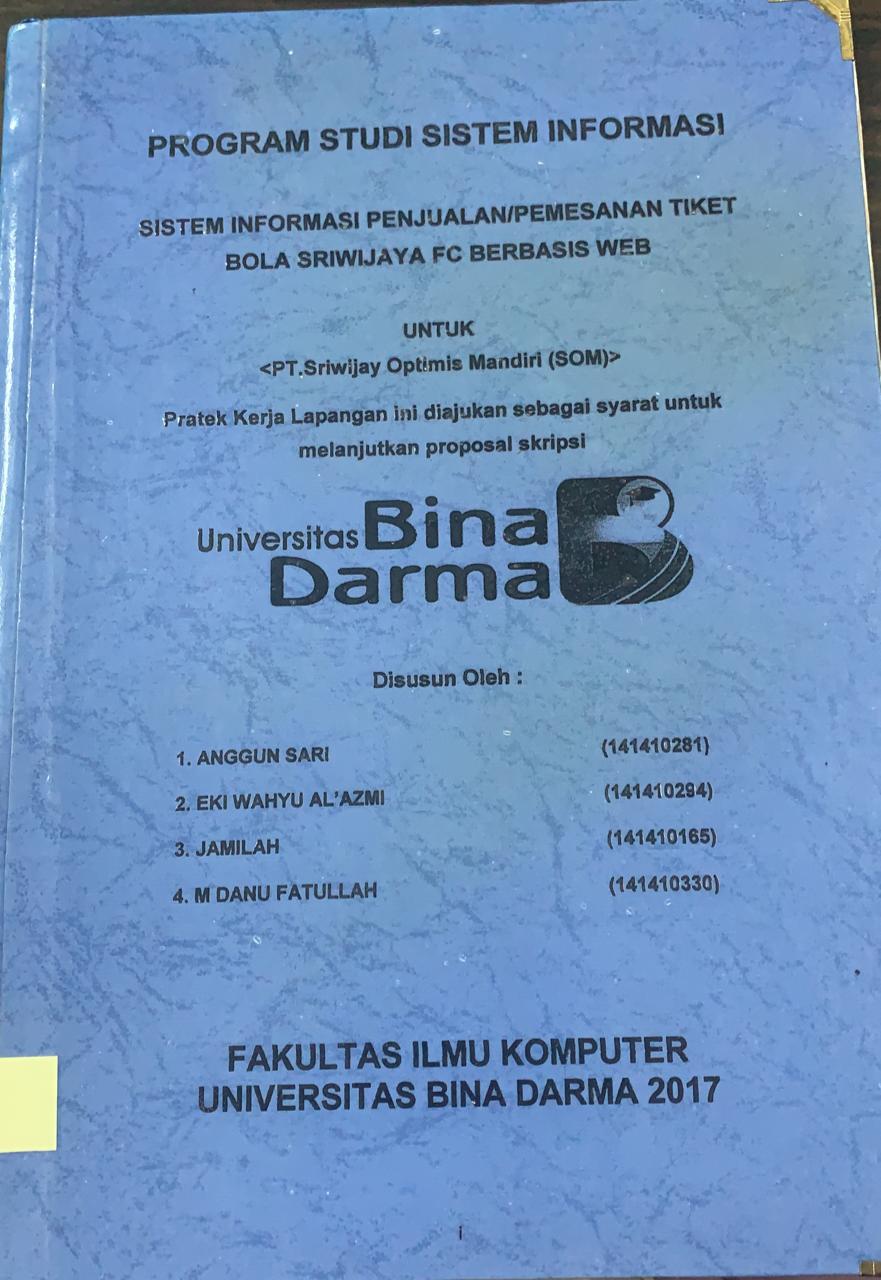 PROGRAM STUDI SISTEM INFORMASI
SISTEM INFORMASI PENJUALAN/PEMESANAN TIKET
BOLA SRIWIJAYA FC BERBASIS WEB
UNTUK
<PT.Sriwijay Optimis Mandiri (SOM)>
Pratek Kerja Lapangan ini diajukan sebagai syarat untuk
melanjutkan proposal skripsi
Universitas Bina
Darma
Disusun Oleh :
1. ANGGUN SARI (141410281)
2. EKI WAHYU AL'AZMI (141410294)
3. JAMILAH (141410165)
4. M DANU FATULLAH (141410330)
FAKULTAS ILMU KOMPUTER
UNIVERSITAS BINA DARMA 2017
i